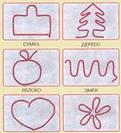 СУМКА ДЕРЕВО
ЯБЛОКО ЗМЕЯ